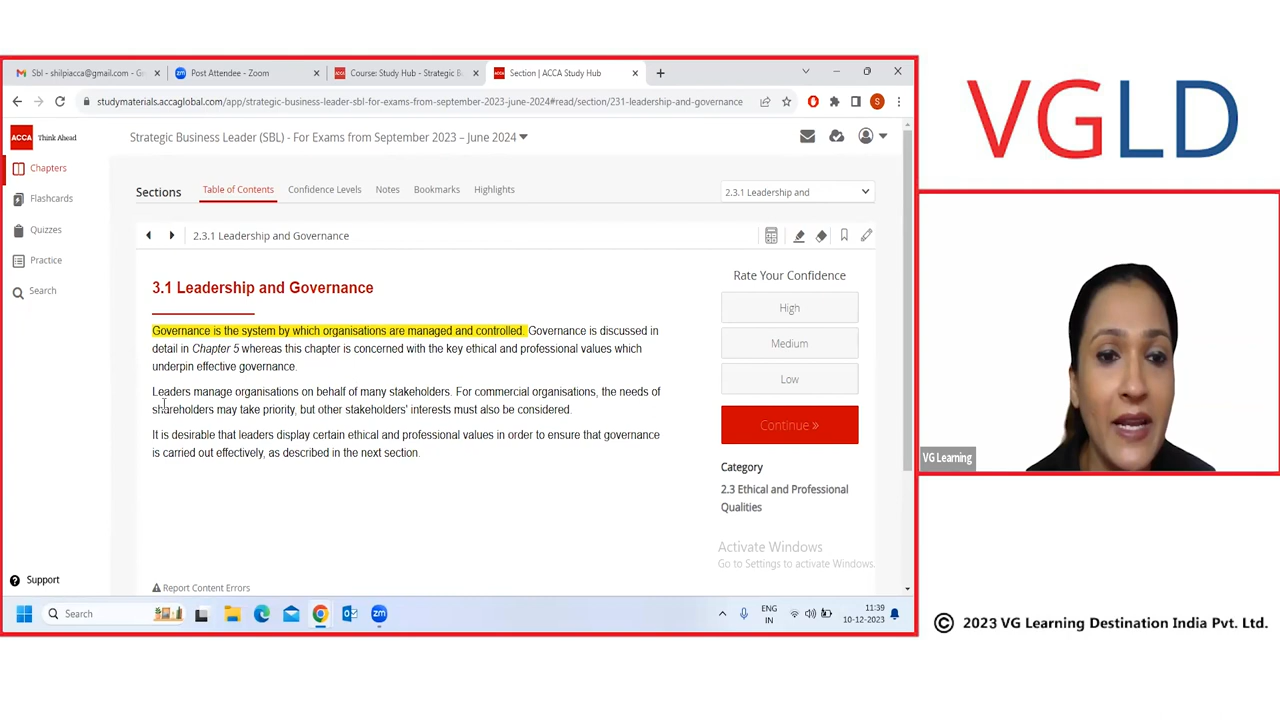 Sbl - shilpiacca@gmail.com - G
Post Attendee - Zoom
Course: Study Hub - Strategic B
Section | ACCA Study Hub
studymaterials.accaglobal.com/app/strategic-business-leader-sbl-for-exams-from-september-2023-june-2024#read/section/231-leadership-and-governance
S
ACCA Think Ahead
Strategic Business Leader (SBL) - For Exams from September 2023 – June 2024
Chapters
Flashcards
Quizzes
Practice
Search
Support
Sections
Table of Contents
Confidence Levels
Notes
Bookmarks
Highlights
2.3.1 Leadership and
2.3.1 Leadership and Governance
3.1 Leadership and Governance
Governance is the system by which organisations are managed and controlled. Governance is discussed in
detail in Chapter 5 whereas this chapter is concerned with the key ethical and professional values which
underpin effective governance.
Leaders manage organisations on behalf of many stakeholders. For commercial organisations, the needs of
shareholders may take priority, but other stakeholders' interests must also be considered.
It is desirable that leaders display certain ethical and professional values in order to ensure that governance
is carried out effectively, as described in the next section.
Report Content Errors
Rate Your Confidence
High
Medium
Low
Continue »
Category
2.3 Ethical and Professional
Qualities
Activate Windows
Go to Settings to activate Windows.
Search
zm
ENG
IN
11:39
10-12-2023
VGLD
VG Learning
© 2023 VG Learning Destination India Pvt. Ltd.